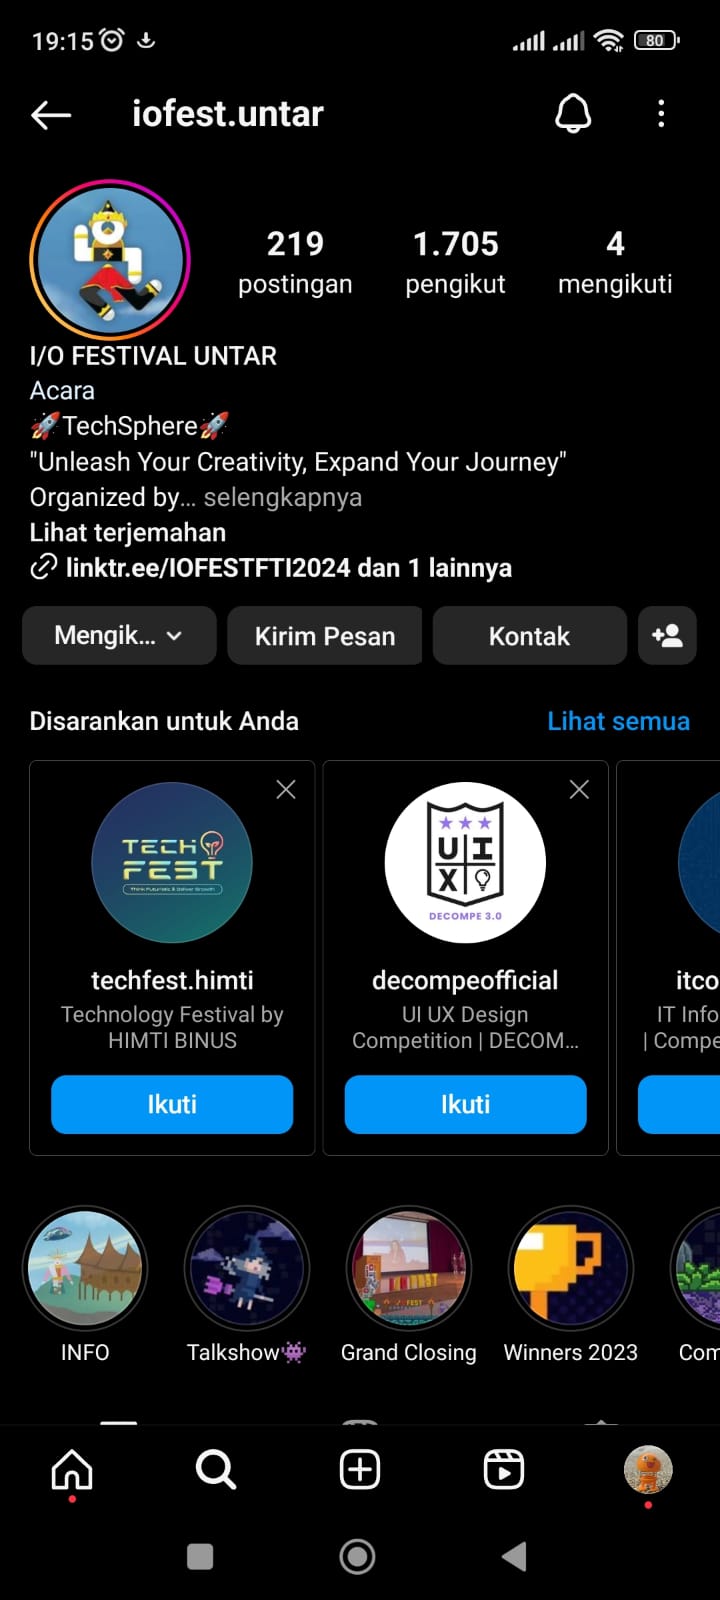 19:15
80
iofest.untar
219
postingan
1.705
pengikut
4
mengikuti
I/O FESTIVAL UNTAR
Acara
🚀TechSphere🚀
"Unleash Your Creativity, Expand Your Journey"
Organized by… selengkapnya
Lihat terjemahan
linktr.ee/IOFESTFTI2024 dan 1 lainnya
Mengik...
Kirim Pesan
Kontak
Disarankan untuk Anda
Lihat semua
TECH
FEST
Think Futuristic & Deliver Growth
techfest.himti
Technology Festival by
HIMTI BINUS
Ikuti
UI
X
DECOMPE 3.0
decompeofficial
UI UX Design
Competition | DECOM...
Ikuti
itco
IT Info
| Compe
INFO
Talkshow👾
Grand Closing
Winners 2023
Com